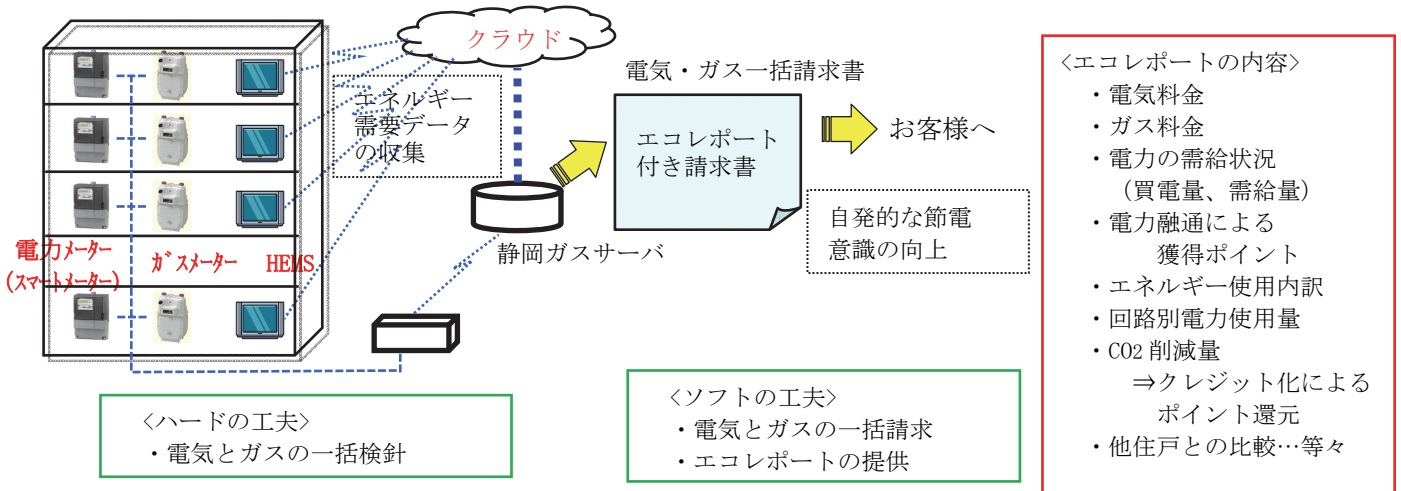 クラウド
エネルギー
需要データ
の収集
電力メーター
(スマートメーター)
ガスメーター
HEMS
静岡ガスサーバ
電気・ガス一括請求書
エコレポート
付き請求書
お客様へ
自発的な節電
意識の向上
<ハードの工夫>
・電気とガスの一括検針
<ソフトの工夫>
・電気とガスの一括請求
・エコレポートの提供
<エコレポートの内容>
・電気料金
・ガス料金
・電力の需給状況
(買電量、需給量)
・電力融通による
獲得ポイント
・エネルギー使用内訳
・回路別電力使用量
・CO2 削減量
⇒クレジット化による
ポイント還元
・他住戸との比較…等々